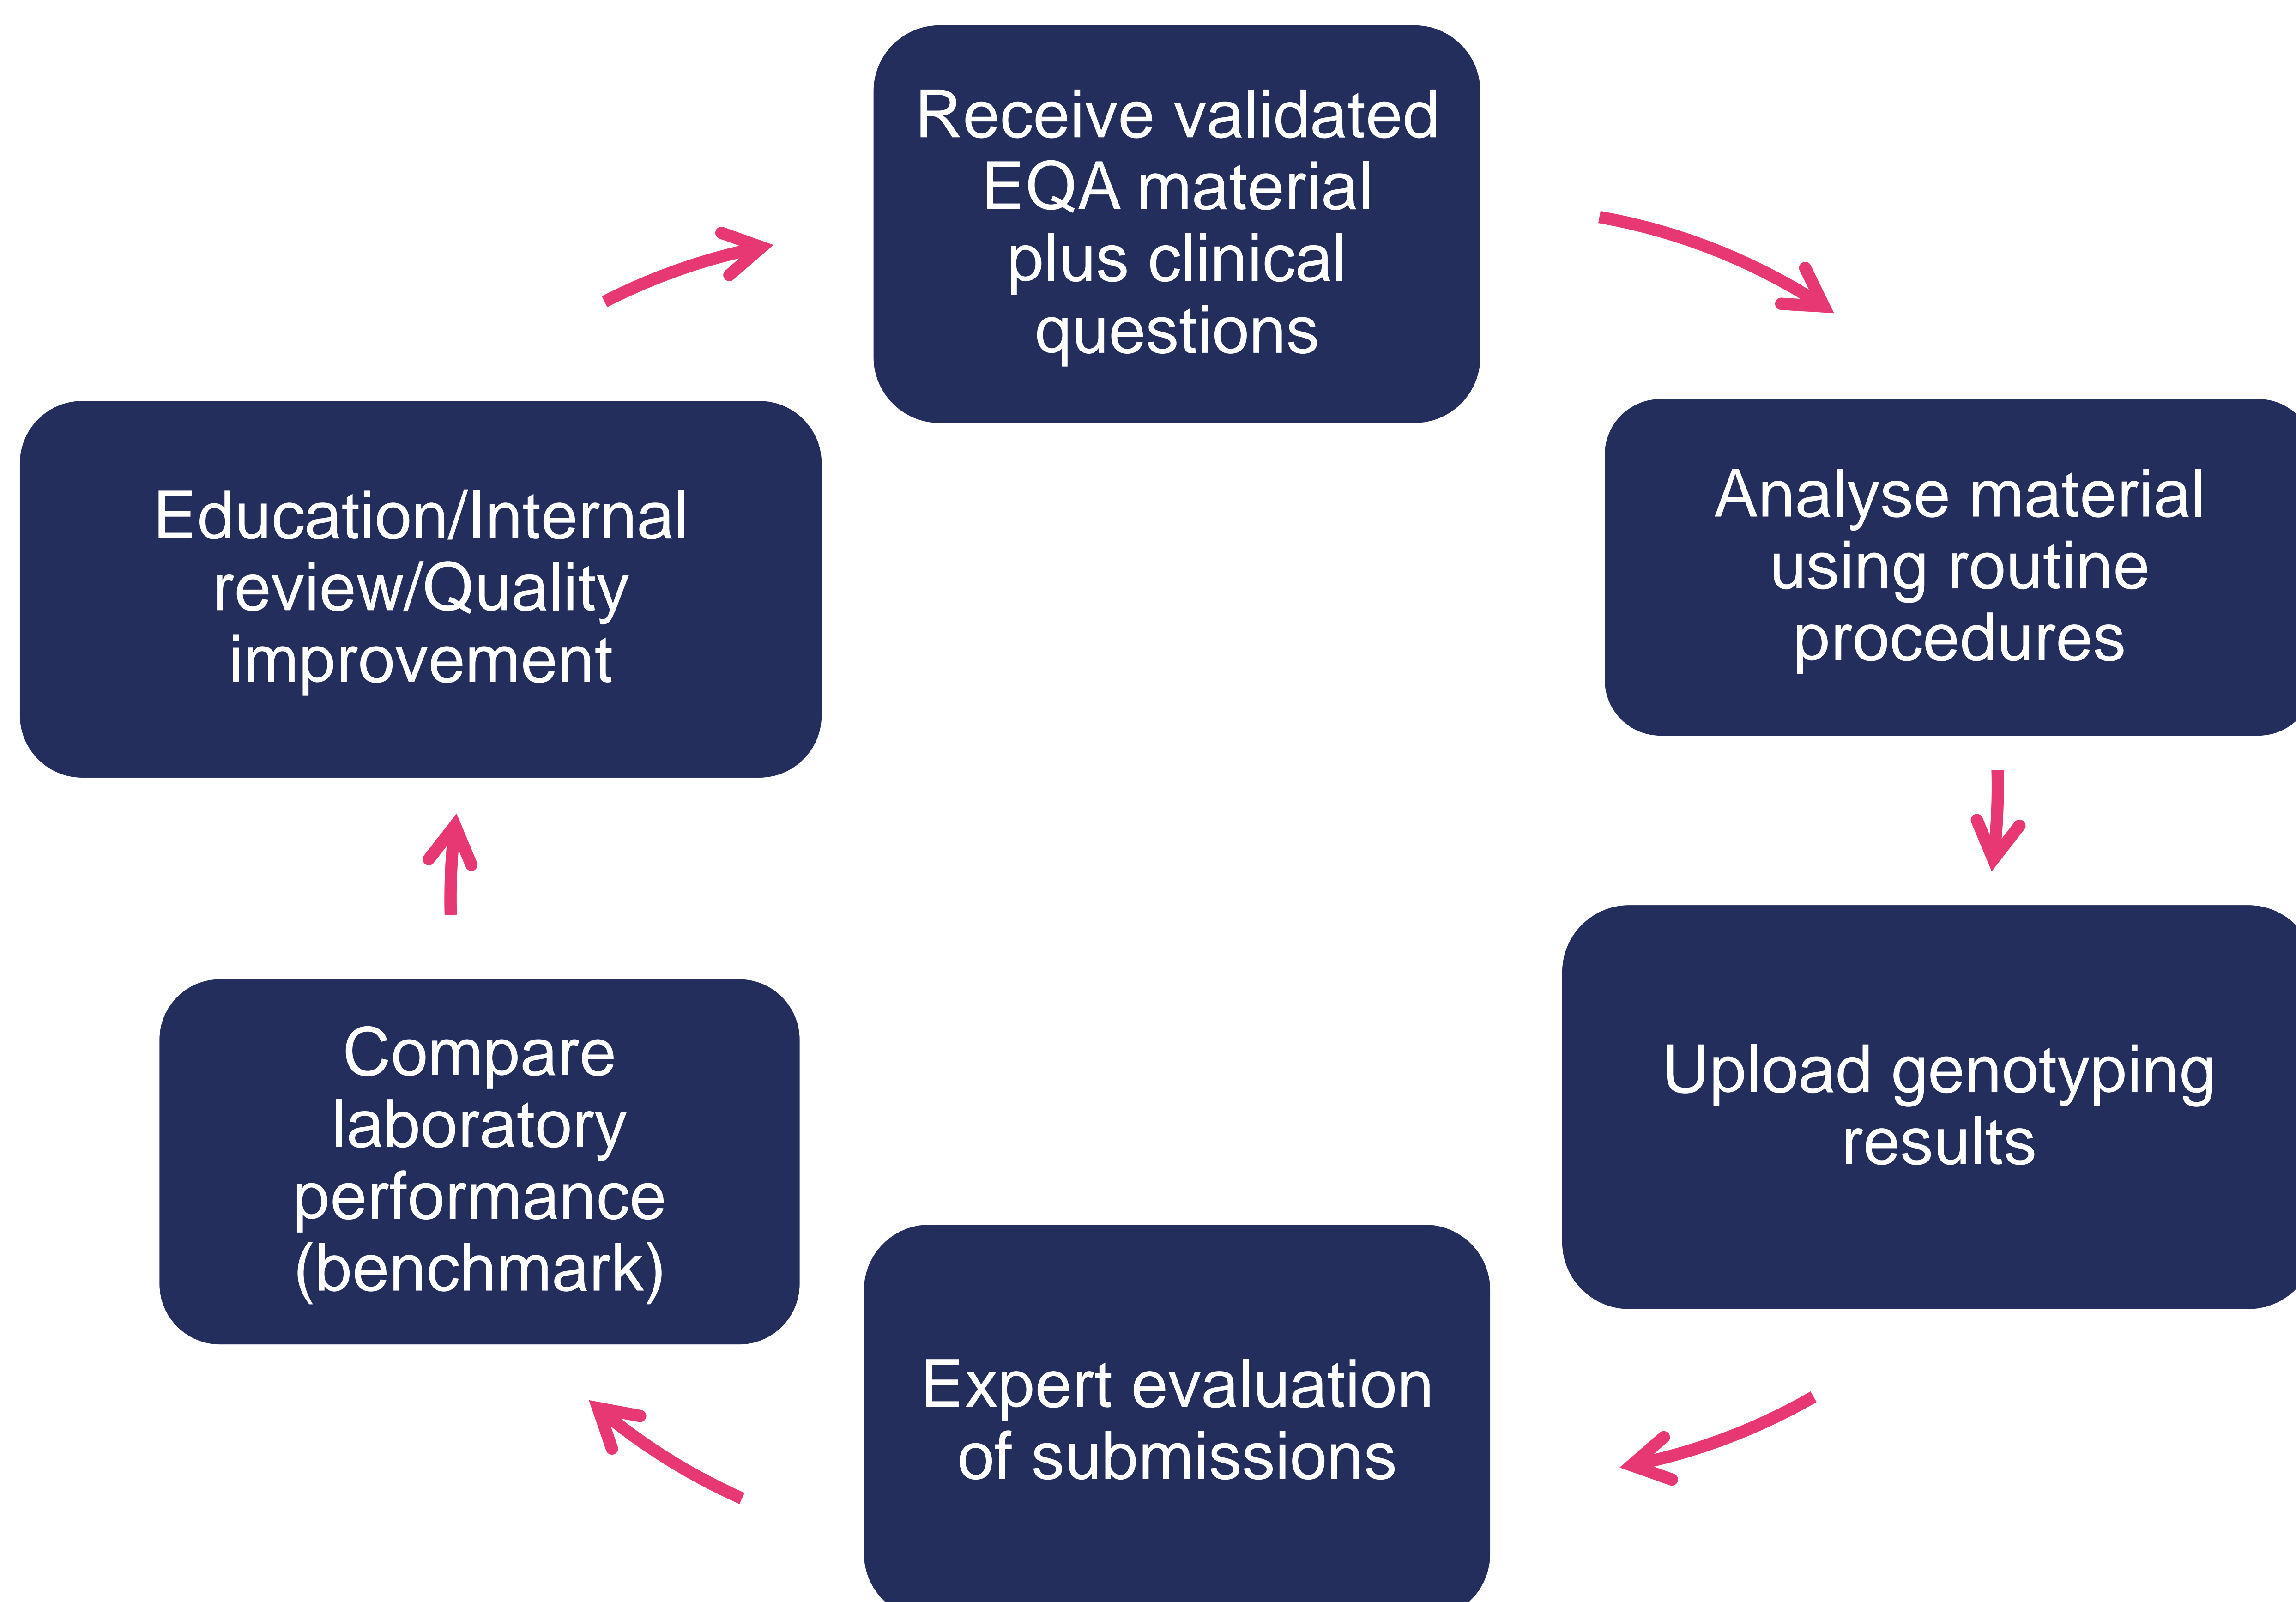 Receive validated
EQA material
plus clinical
questions
Analyse material
using routine
procedures
Upload genotyping
results
Expert evaluation
of submissions
Compare
laboratory
performance
(benchmark)
Education/Internal
review/Quality
improvement